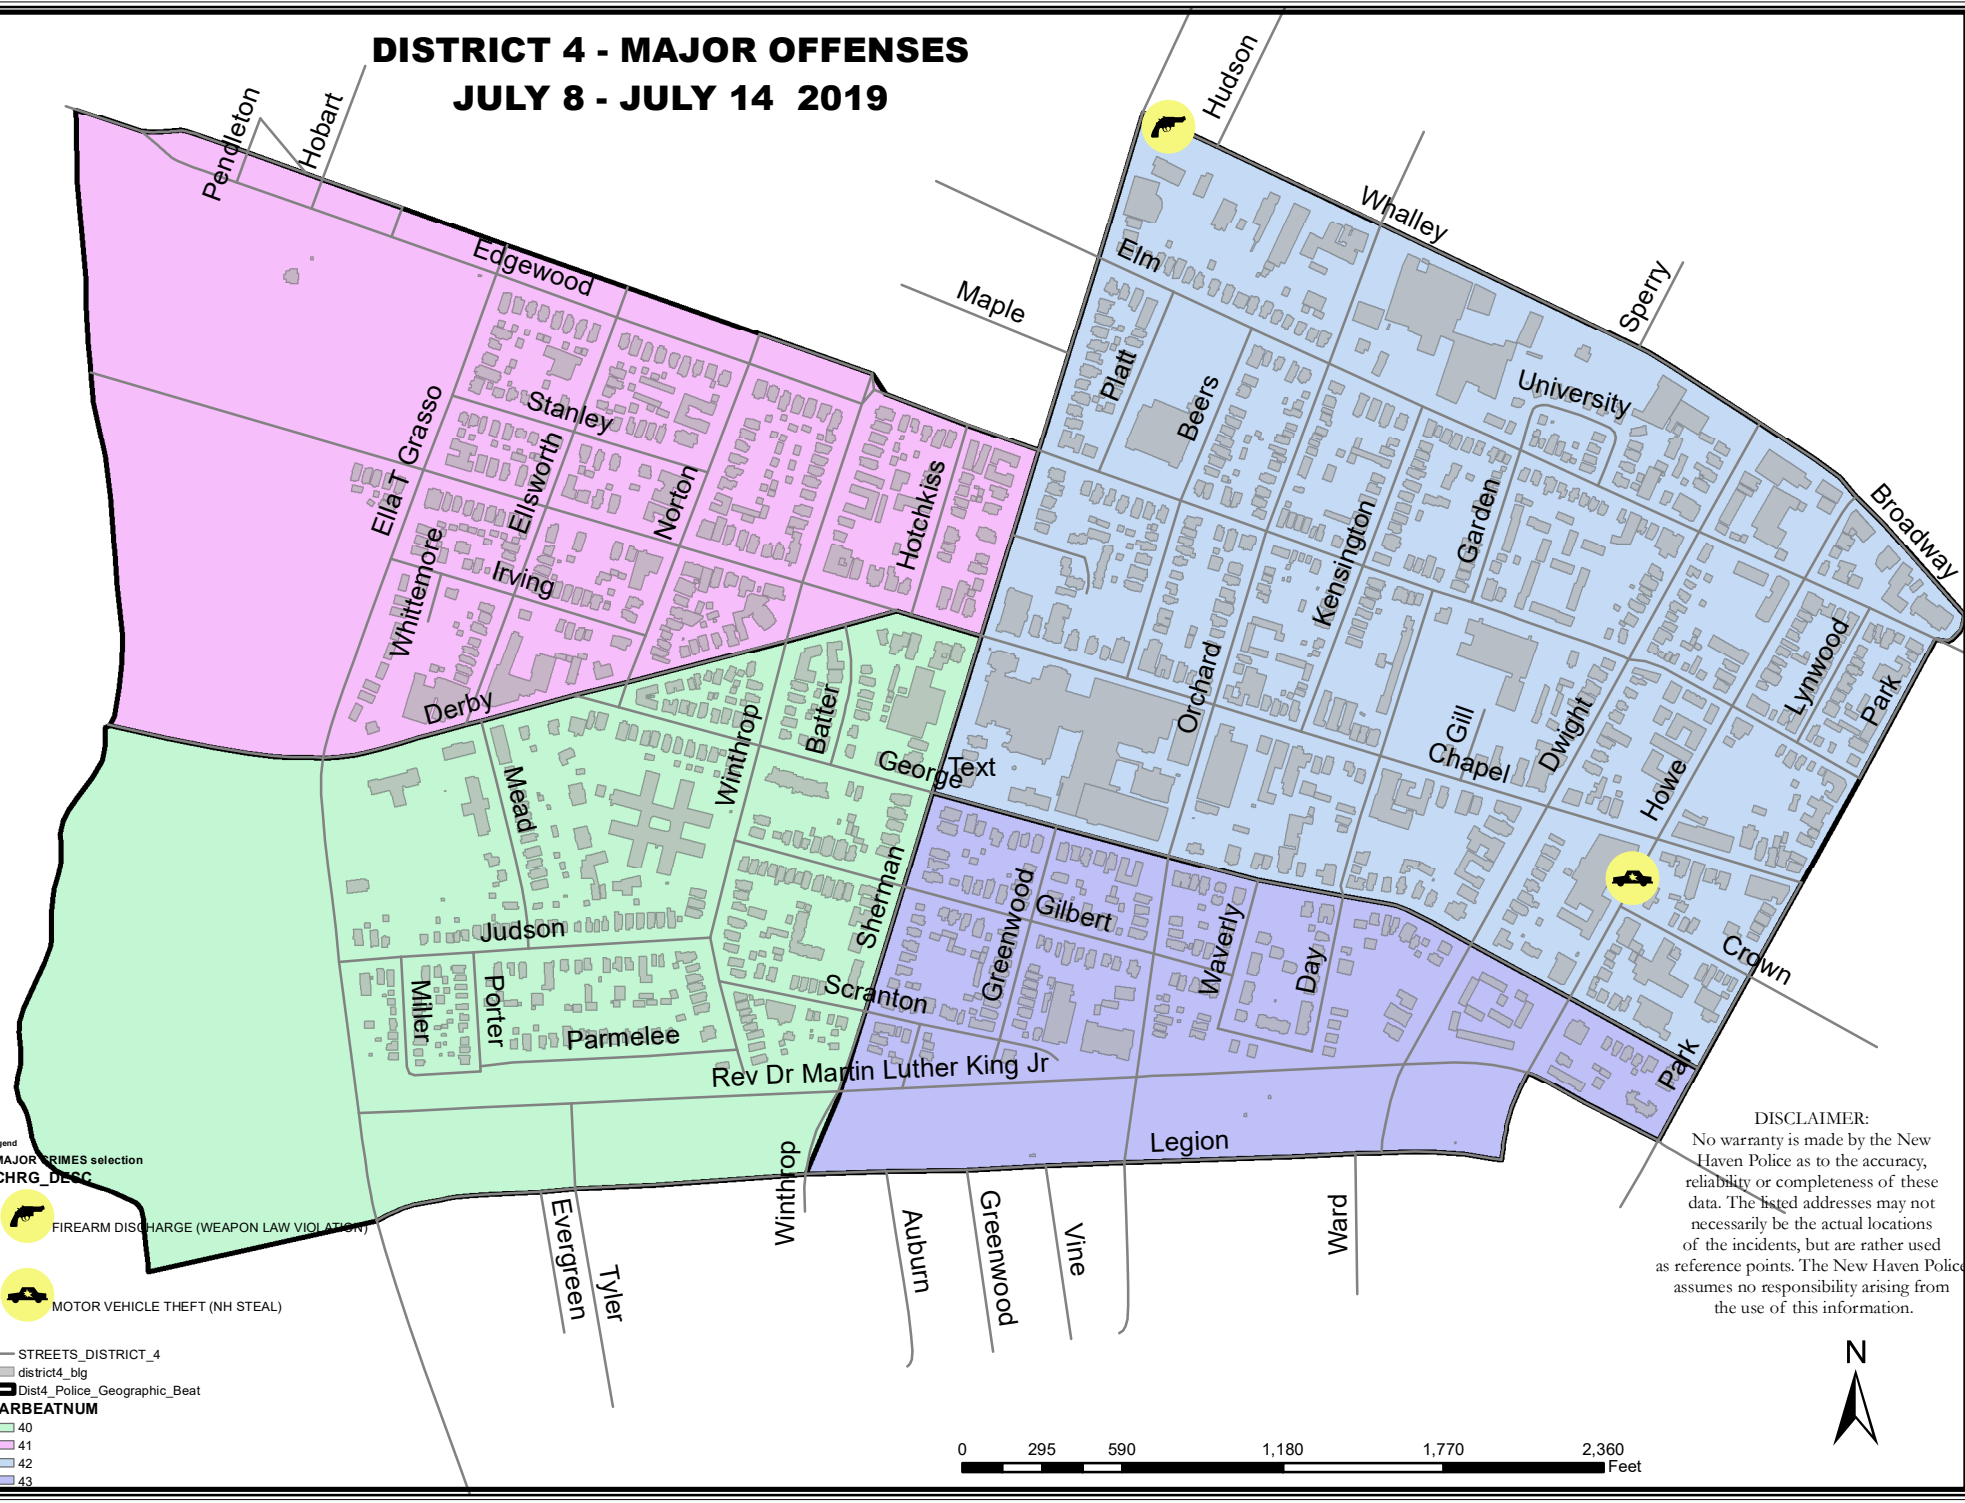 DISTRICT 4 - MAJOR OFFENSES
JULY 8 - JULY 14 2019
Pendleton
Hobart
Hudson
Whalley
Edgewood
Elm
Maple
Sperry
Platt
Beers
University
Stanley
Ella T Grasso
Ellsworth
Norton
Hotchkiss
Kensington
Garden
Broadway
Whittemore
Irving
Lynwood
Park
Orchard
Derby
Batter
Winthrop
Gill
Chapel
Dwight
Howe
George
Text
Mead
Sherman
Greenwood
Gilbert
Waverly
Day
Crown
Judson
Miller
Porter
Scranton
Parmelee
Rev Dr Martin Luther King Jr
Park
Legion
Winthrop
Evergreen
Tyler
Auburn
Greenwood
Vine
Ward
gend
MAJOR CRIMES selection
CHRG_DESC
FIREARM DISCHARGE (WEAPON LAW VIOLATION)
MOTOR VEHICLE THEFT (NH STEAL)
STREETS_DISTRICT_4
district4_blg
Dist4_Police_Geographic_Beat
ARBEATNUM
40
41
42
43
DISCLAIMER:
No warranty is made by the New
Haven Police as to the accuracy,
reliability or completeness of these
data. The listed addresses may not
necessarily be the actual locations
of the incidents, but are rather used
as reference points. The New Haven Police
assumes no responsibility arising from
the use of this information.
N
0 295 590 1,180 1,770 2,360
Feet